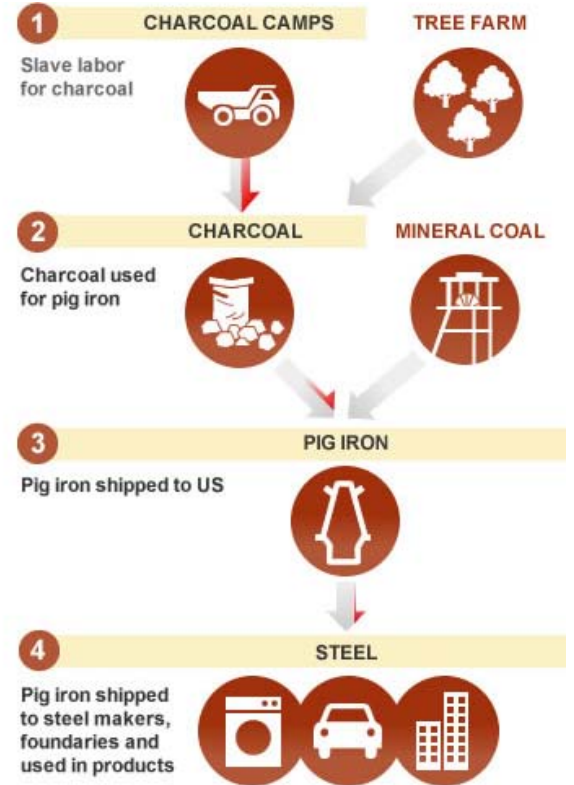 1
CHARCOAL CAMPS
TREE FARM
Slave labor
for charcoal
2
CHARCOAL
MINERAL COAL
Charcoal used
for pig iron
3
PIG IRON
Pig iron shipped to US
4
STEEL
Pig iron shipped
to steel makers,
foundaries and
used in products